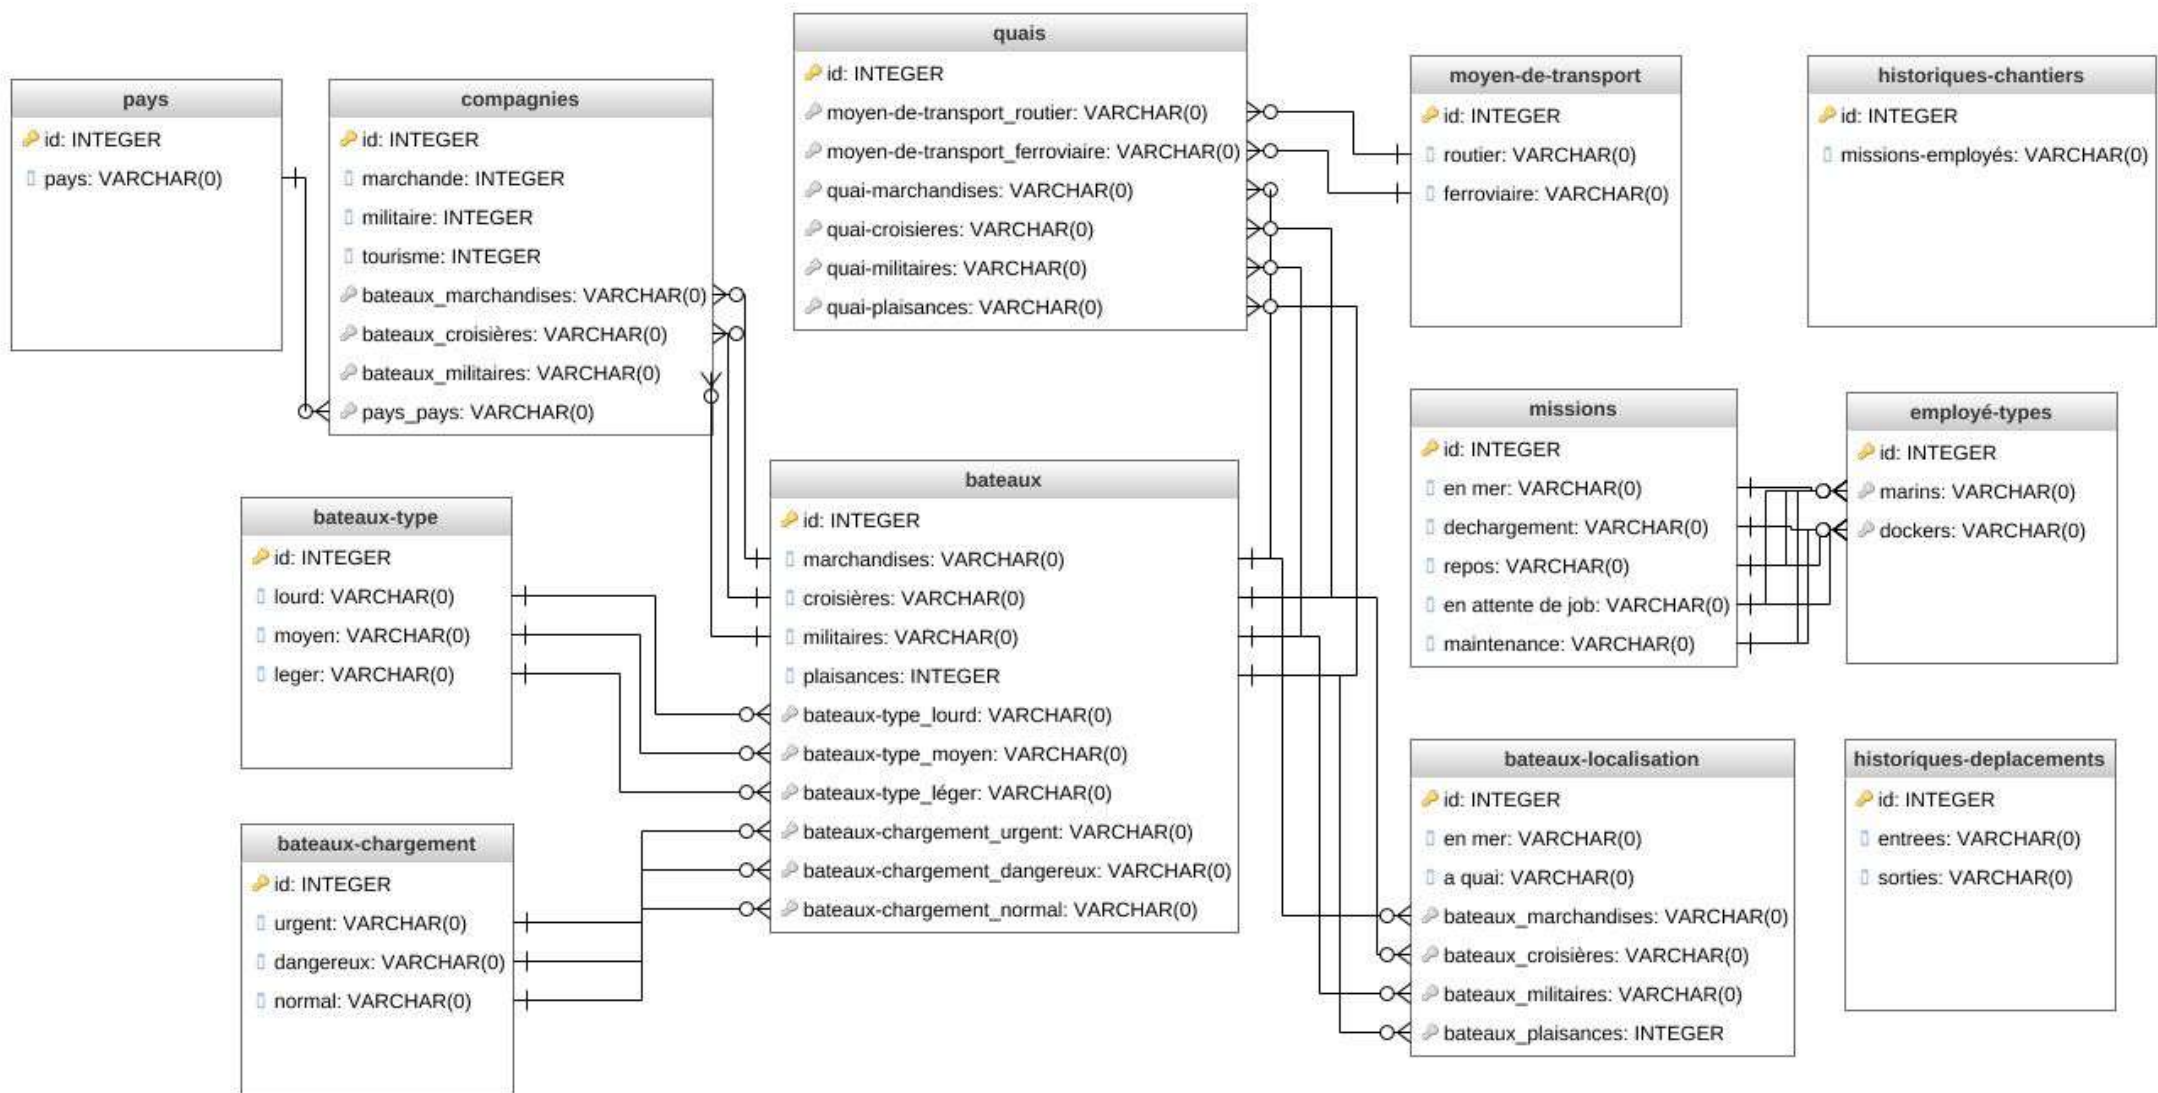 pays
id: INTEGER
pays: VARCHAR(0)
compagnies
id: INTEGER
marchande: INTEGER
militaire: INTEGER
tourisme: INTEGER
bateaux_marchandises: VARCHAR(0)
bateaux_croisières: VARCHAR(0)
bateaux_militaires: VARCHAR(0)
pays_pays: VARCHAR(0)
quais
id: INTEGER
moyen-de-transport_routier: VARCHAR(0)
moyen-de-transport_ferroviaire: VARCHAR(0)
quai-marchandises: VARCHAR(0)
quai-croisieres: VARCHAR(0)
quai-militaires: VARCHAR(0)
quai-plaisances: VARCHAR(0)
moyen-de-transport
id: INTEGER
routier: VARCHAR(0)
ferroviaire: VARCHAR(0)
historiques-chantiers
id: INTEGER
missions-employés: VARCHAR(0)
bateaux-type
id: INTEGER
lourd: VARCHAR(0)
moyen: VARCHAR(0)
leger: VARCHAR(0)
bateaux
id: INTEGER
marchandises: VARCHAR(0)
croisières: VARCHAR(0)
militaires: VARCHAR(0)
plaisances: INTEGER
bateaux-type_lourd: VARCHAR(0)
bateaux-type_moyen: VARCHAR(0)
bateaux-type_léger: VARCHAR(0)
bateaux-chargement_urgent: VARCHAR(0)
bateaux-chargement_dangereux: VARCHAR(0)
bateaux-chargement_normal: VARCHAR(0)
missions
id: INTEGER
en mer: VARCHAR(0)
dechargement: VARCHAR(0)
repos: VARCHAR(0)
en attente de job: VARCHAR(0)
maintenance: VARCHAR(0)
employé-types
id: INTEGER
marins: VARCHAR(0)
dockers: VARCHAR(0)
bateaux-chargement
id: INTEGER
urgent: VARCHAR(0)
dangereux: VARCHAR(0)
normal: VARCHAR(0)
bateaux-localisation
id: INTEGER
en mer: VARCHAR(0)
a quai: VARCHAR(0)
bateaux_marchandises: VARCHAR(0)
bateaux_croisières: VARCHAR(0)
bateaux_militaires: VARCHAR(0)
bateaux_plaisances: INTEGER
historiques-deplacements
id: INTEGER
entrees: VARCHAR(0)
sorties: VARCHAR(0)